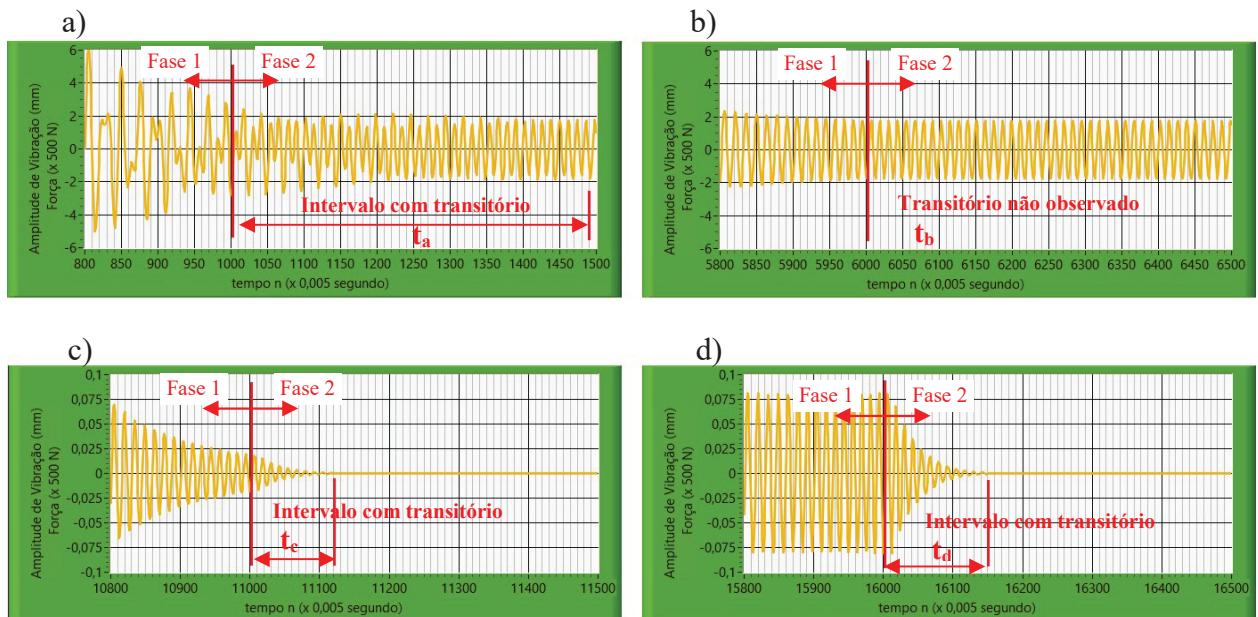 a)
Fase 1
Fase 2
Amplitude de Vibração (mm)
Força (x 500 N)
6
4
2
0
-2
-4
-6
Intervalo com transitório
ta
800 850 900 950 1000 1050 1100 1150 1200 1250 1300 1350 1400 1450 1500
tempo n (x 0,005 segundo)
b)
Fase 1
Fase 2
Amplitude de Vibração (mm)
Força (x 500 N)
6
4
2
0
-2
-4
-6
Transitório não observado
tb
5800 5850 5900 5950 6000 6050 6100 6150 6200 6250 6300 6350 6400 6450 6500
tempo n (x 0,005 segundo)
c)
Fase 1
Fase 2
Amplitude de Vibração (mm)
Força (x 500 N)
0,1
0,075
0,05
0,025
0
-0,025
-0,05
-0,075
-0,1
Intervalo com transitório
tc
10800 10900 11000 11100 11200 11300 11400 11500
tempo n (x 0,005 segundo)
d)
Fase 1
Fase 2
Amplitude de Vibração (mm)
Força (x 500 N)
0,1
0,075
0,05
0,025
0
-0,025
-0,05
-0,075
-0,1
Intervalo com transitório
td
15800 15900 16000 16100 16200 16300 16400 16500
tempo n (x 0,005 segundo)